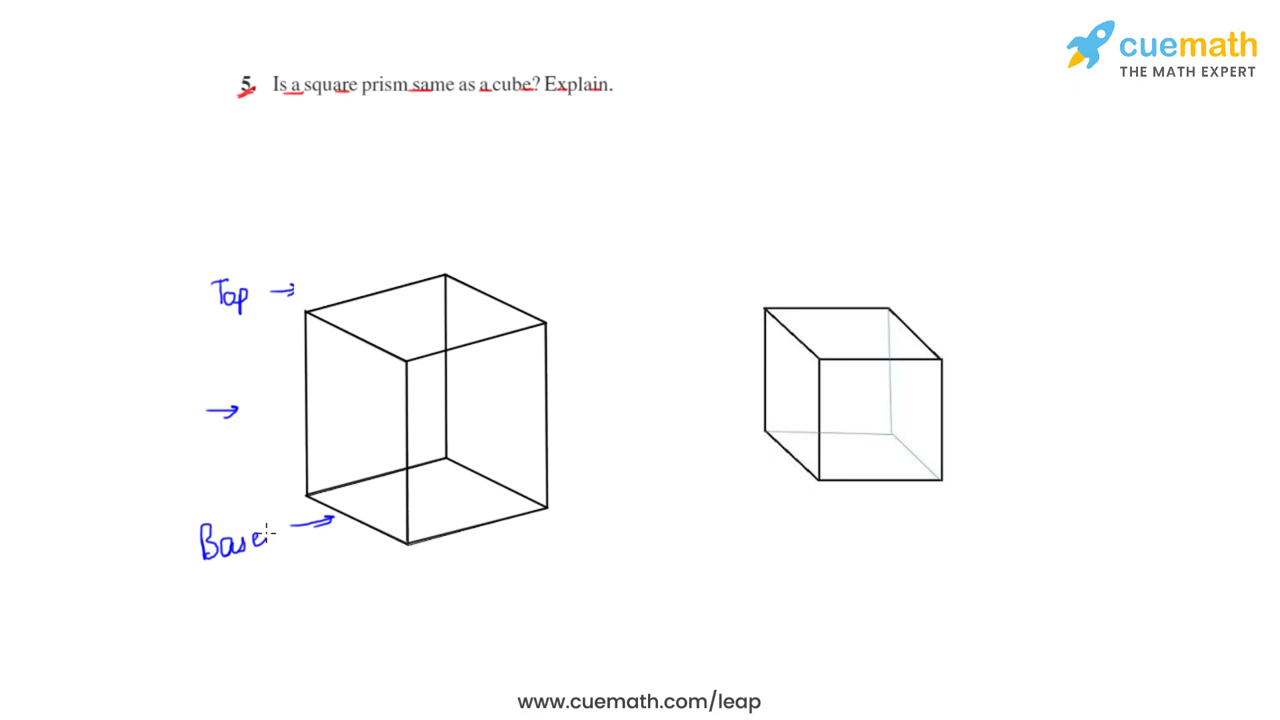 cuemath
THE MATH EXPERT
5. Is a square prism same as a cube? Explain.
Top
Base
www.cuemath.com/leap